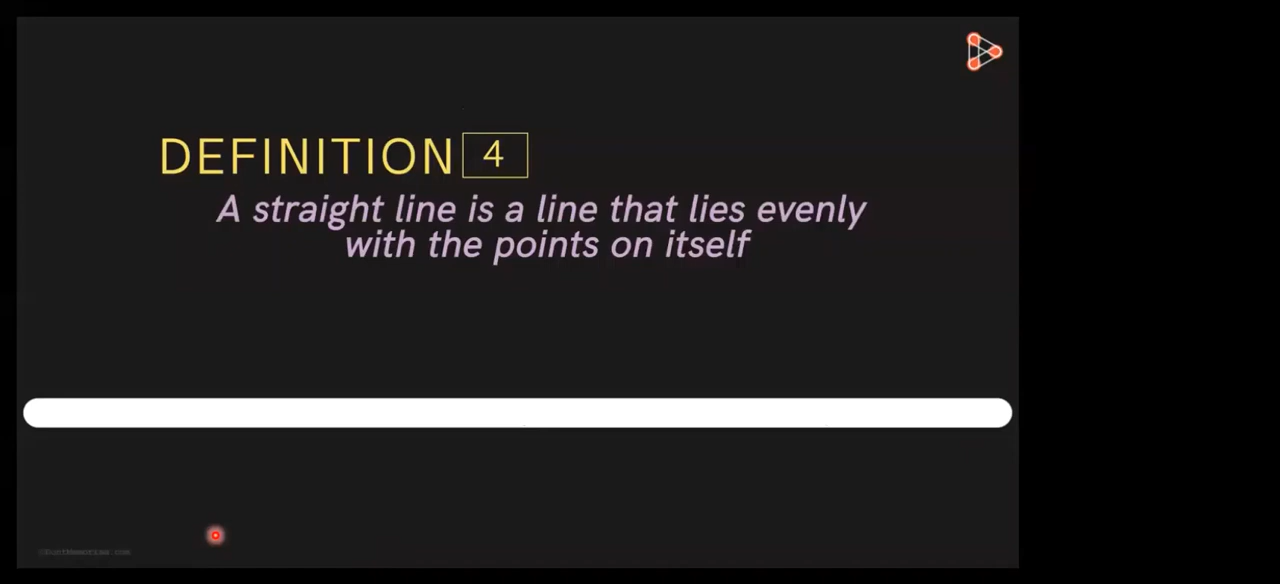 DEFINITION 4
A straight line is a line that lies evenly
with the points on itself